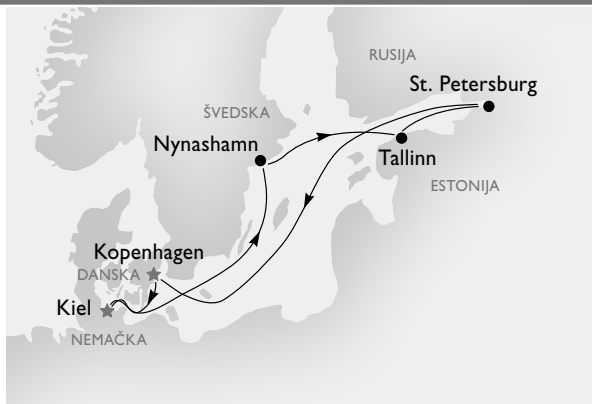 RUSIJA
St. Petersburg
ŠVEDSKA
Nynashamn
Tallinn
ESTONIJA
Kopenhagen
DANSKA
Kiel
NEMAČKA